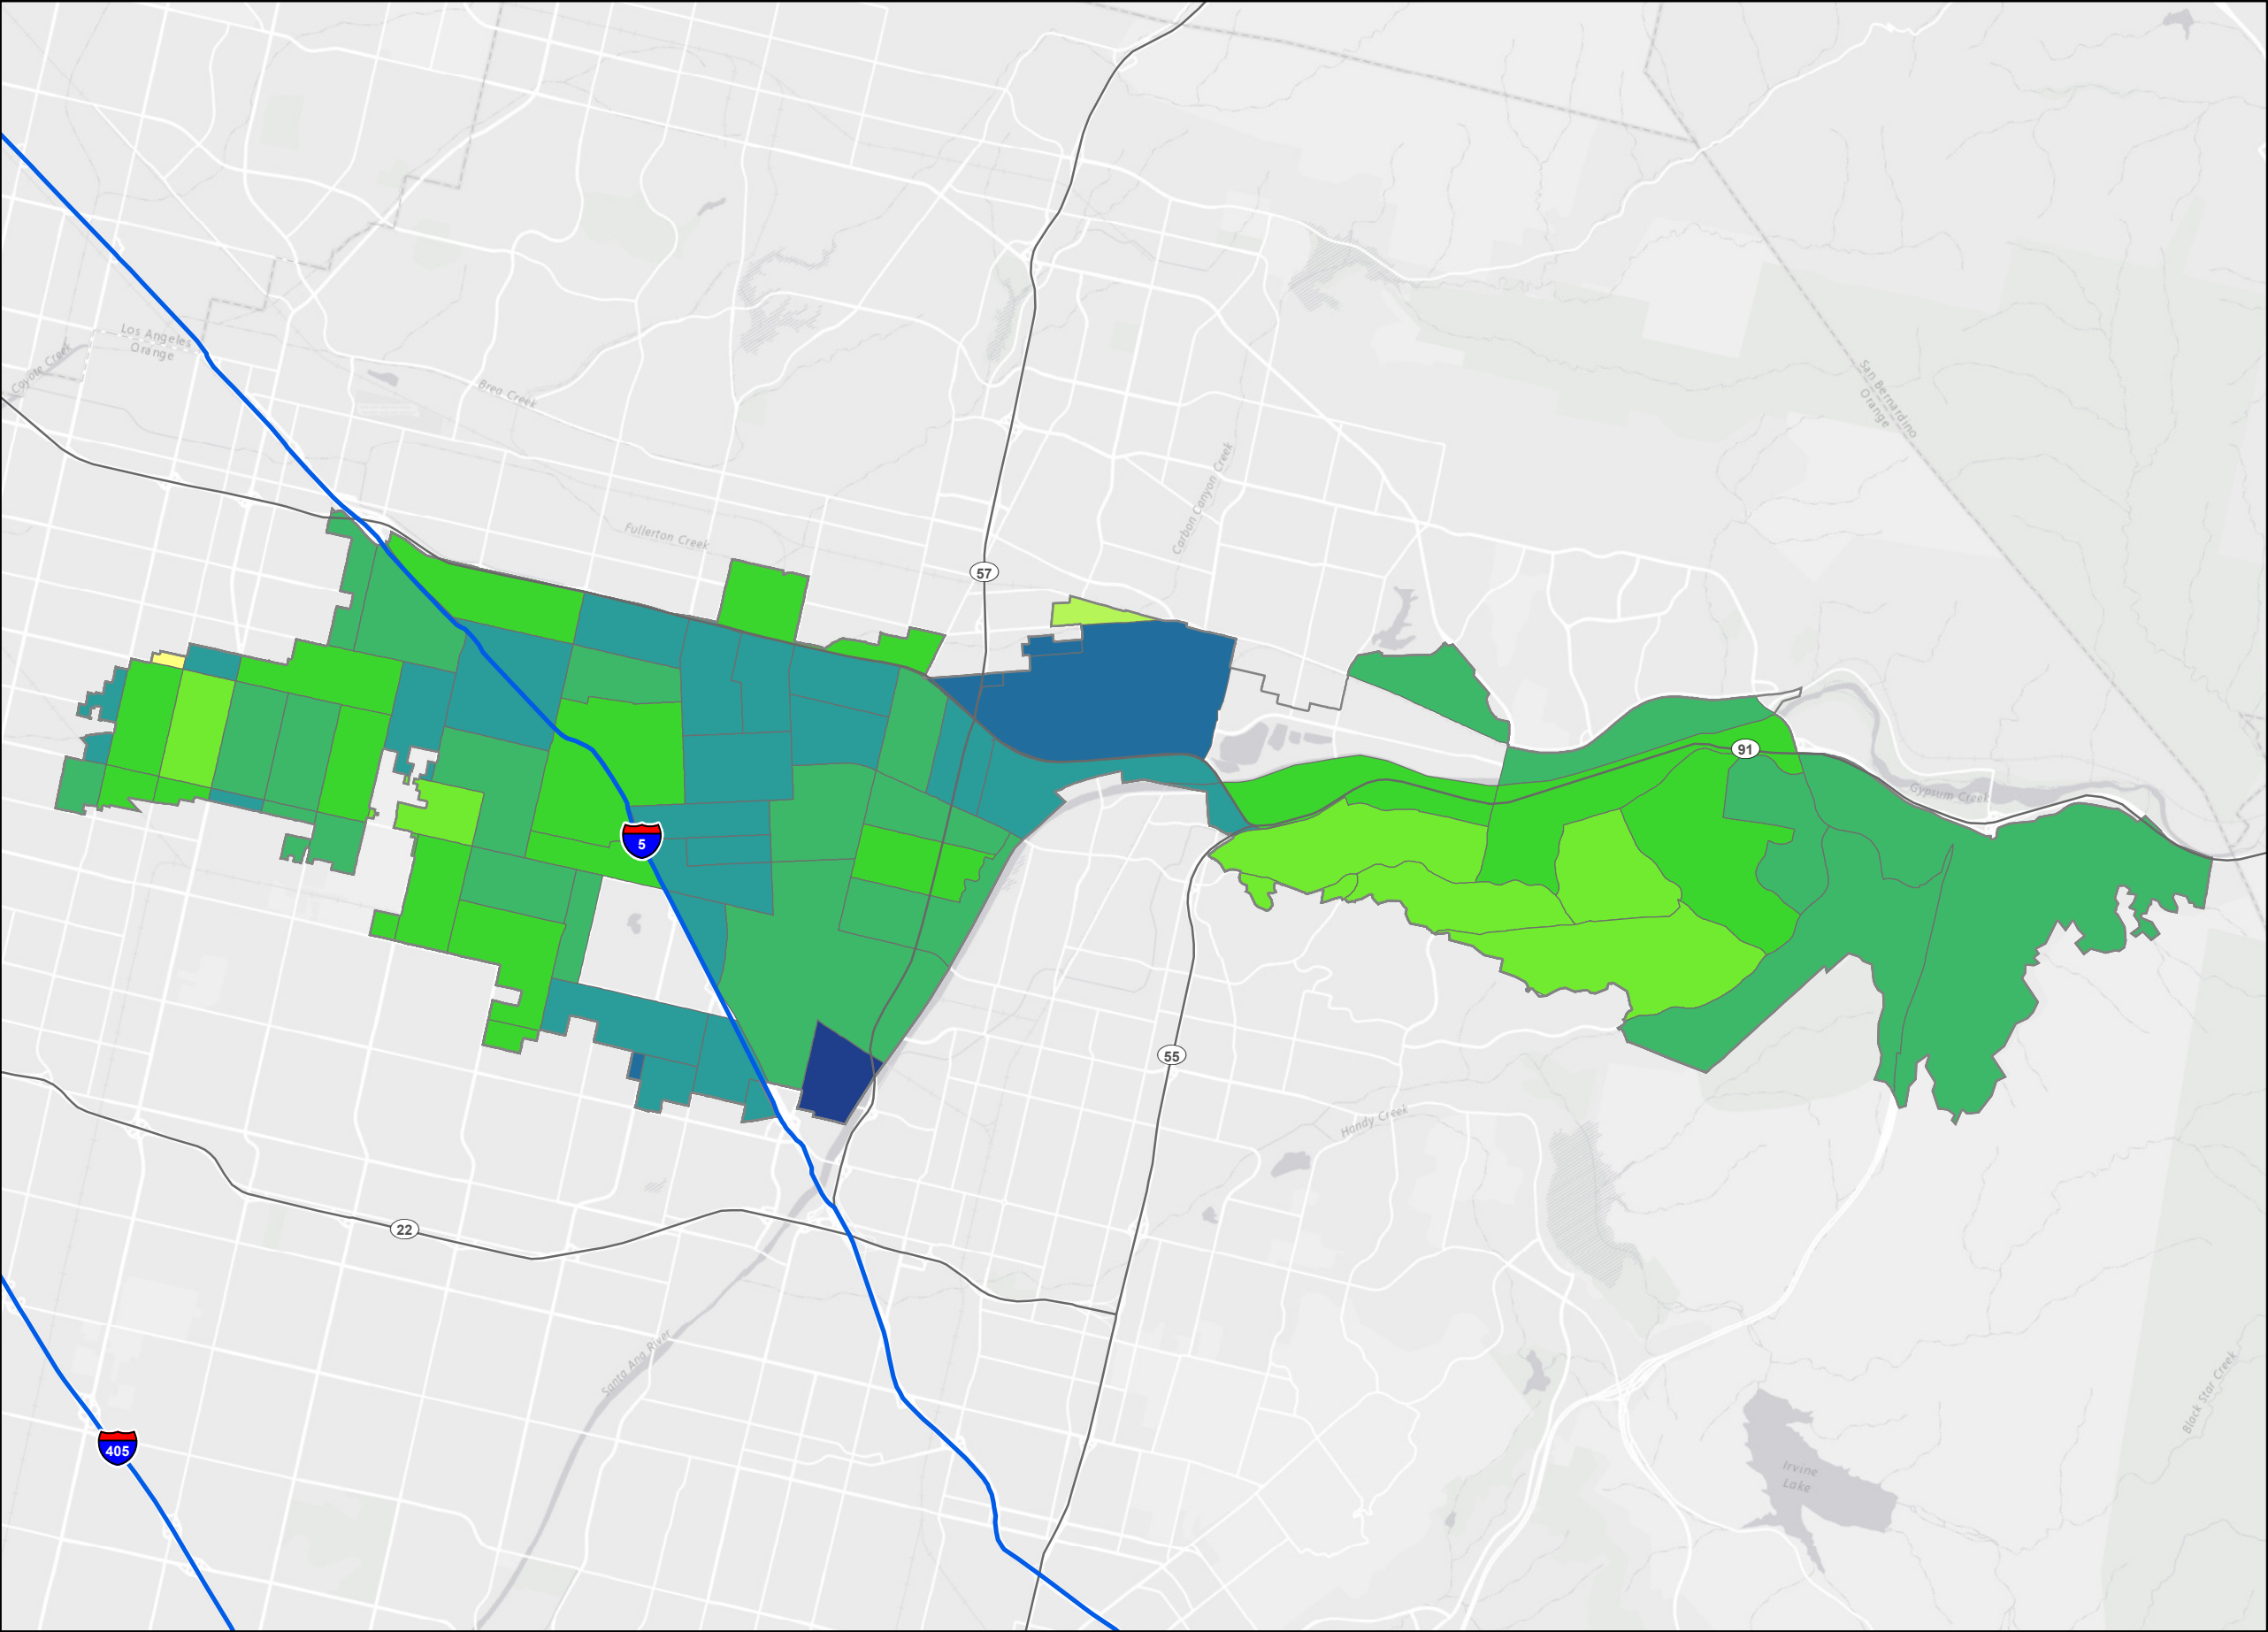 Los Angeles
Orange
Coyote Creek
Brea Creek
Fullerton Creek
Carbon Canyon Creek
San Bernardino
Orange
57
91
Gypsum Creek
5
55
Handy Creek
22
Santa Ana River
405
Irvine
Lake
Black Star Creek